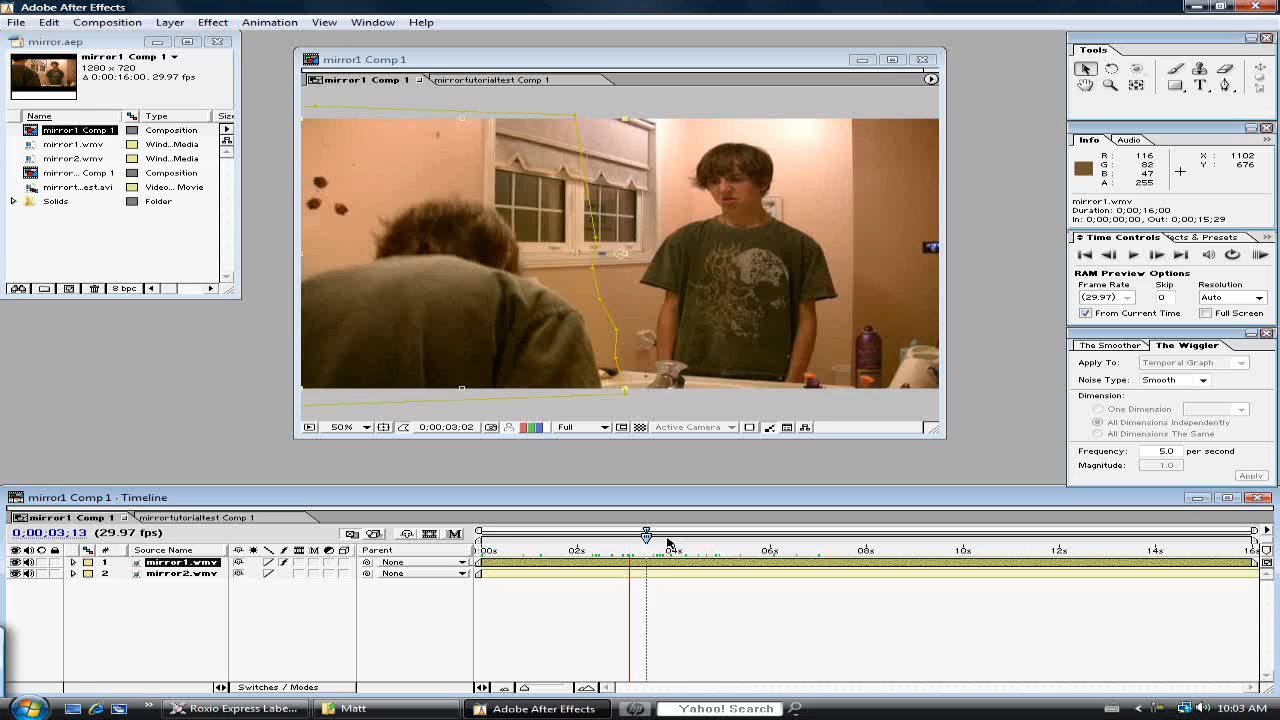 Adobe After Effects
File Edit Composition Layer Effect Animation View Window Help
mirror.aep
mirror1 Comp 1
1280 x 720
Δ 0;00;16;00, 29.97 fps
Name Type Size
mirror1 Comp 1 Composition
mirror1.wmv Wind...Media
mirror2.wmv Wind...Media
mirror... Comp 1 Composition
mirrort...est.avi Video... Movie
Solids Folder
8 bpc
mirror1 Comp 1
mirror1 Comp 1 mirrortutorialtest Comp 1
50% 0;00;03;02 Full Active Camera
Tools
Info Audio
R: 116 X: 1102
G: 82 Y: 676
B: 47
A: 255
mirror1.wmv
Duration: 0;00;16;00
In: 0;00;00;00, Out: 0;00;15;29
Time Controls ects & Presets
RAM Preview Options
Frame Rate Skip Resolution
(29.97) 0 Auto
From Current Time Full Screen
The Smoother The Wiggler
Apply To: Temporal Graph
Noise Type: Smooth
Dimension:
One Dimension
All Dimensions Independently
All Dimensions The Same
Frequency: 5.0 per second
Magnitude: 1.0
Apply
mirror1 Comp 1 · Timeline
mirror1 Comp 1 mirrortutorialtest Comp 1
0;00;03;13 (29.97 fps)
# Source Name Parent
00s 02s 04s 06s 08s 10s 12s 14s 16s
1 mirror1.wmv None
2 mirror2.wmv None
Switches / Modes
Roxio Express Labe... Matt Adobe After Effects Yahoo! Search 10:03 AM